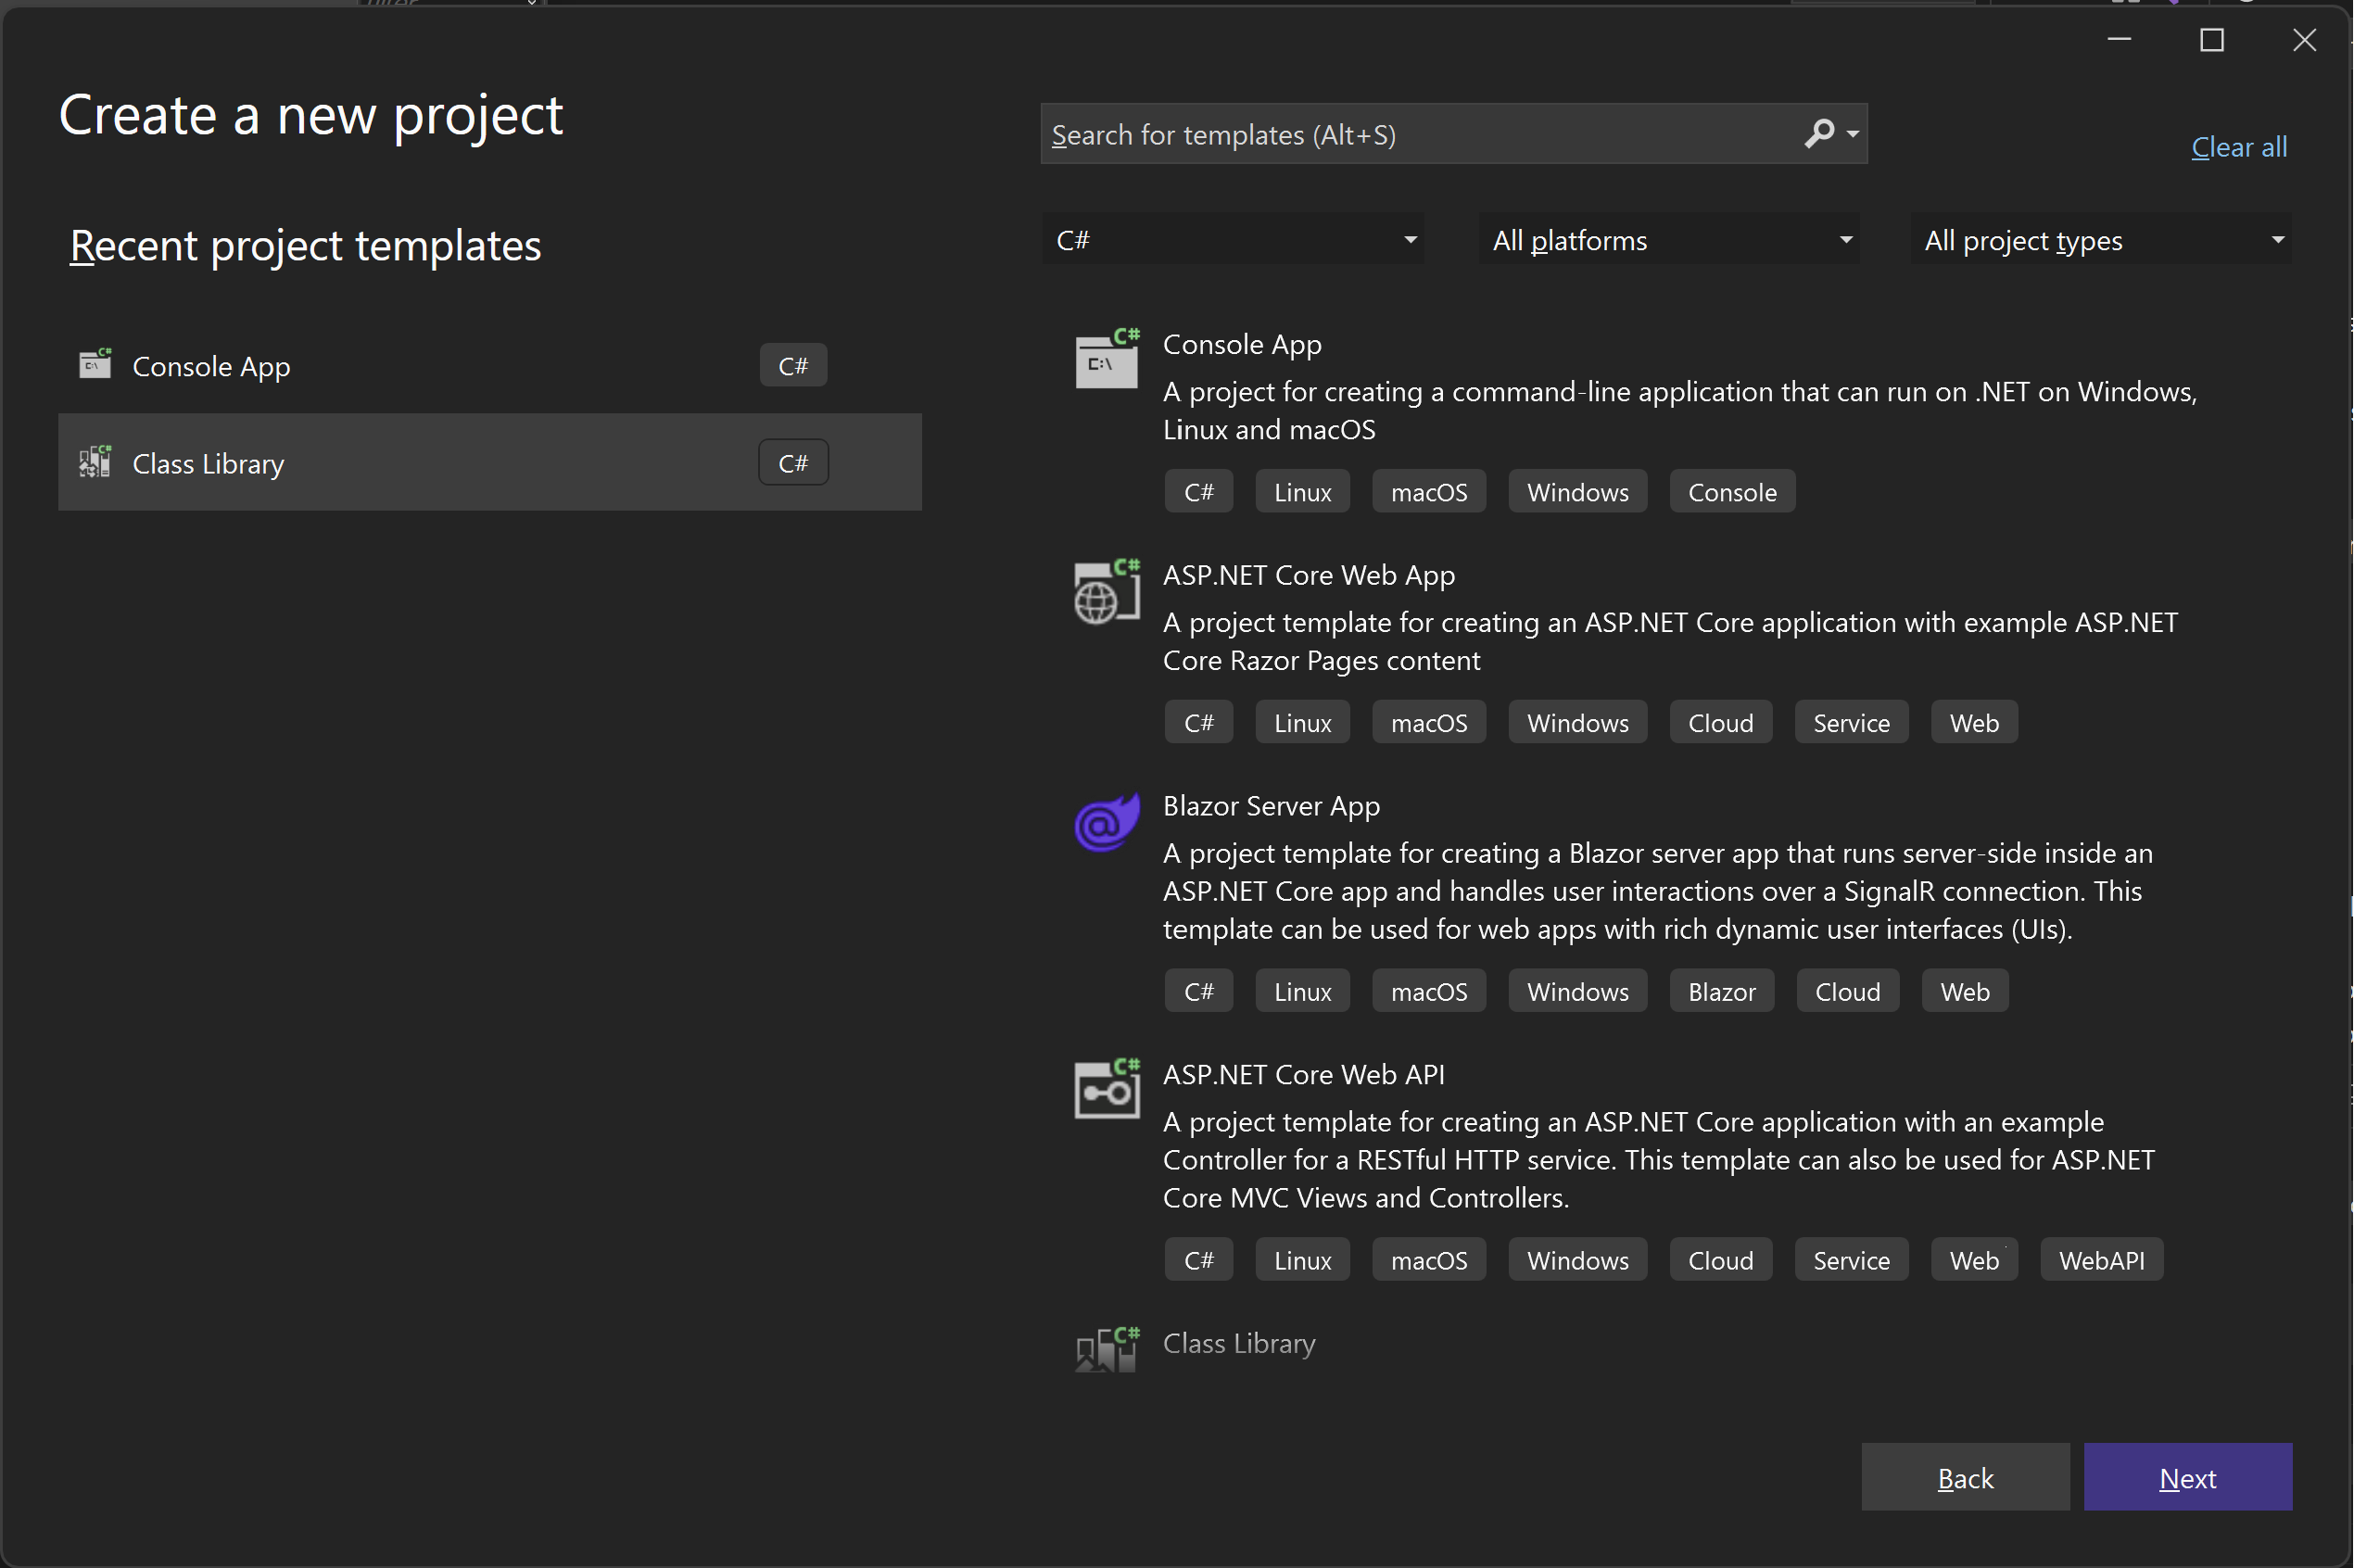 Create a new project
Search for templates (Alt+S)
Clear all
Recent project templates
C#
All platforms
All project types
Console App
C#
Class Library
C#
Console App
A project for creating a command-line application that can run on .NET on Windows,
Linux and macOS
C# Linux macOS Windows Console
ASP.NET Core Web App
A project template for creating an ASP.NET Core application with example ASP.NET
Core Razor Pages content
C# Linux macOS Windows Cloud Service Web
Blazor Server App
A project template for creating a Blazor server app that runs server-side inside an
ASP.NET Core app and handles user interactions over a SignalR connection. This
template can be used for web apps with rich dynamic user interfaces (UIs).
C# Linux macOS Windows Blazor Cloud Web
ASP.NET Core Web API
A project template for creating an ASP.NET Core application with an example
Controller for a RESTful HTTP service. This template can also be used for ASP.NET
Core MVC Views and Controllers.
C# Linux macOS Windows Cloud Service Web WebAPI
Class Library
Back
Next